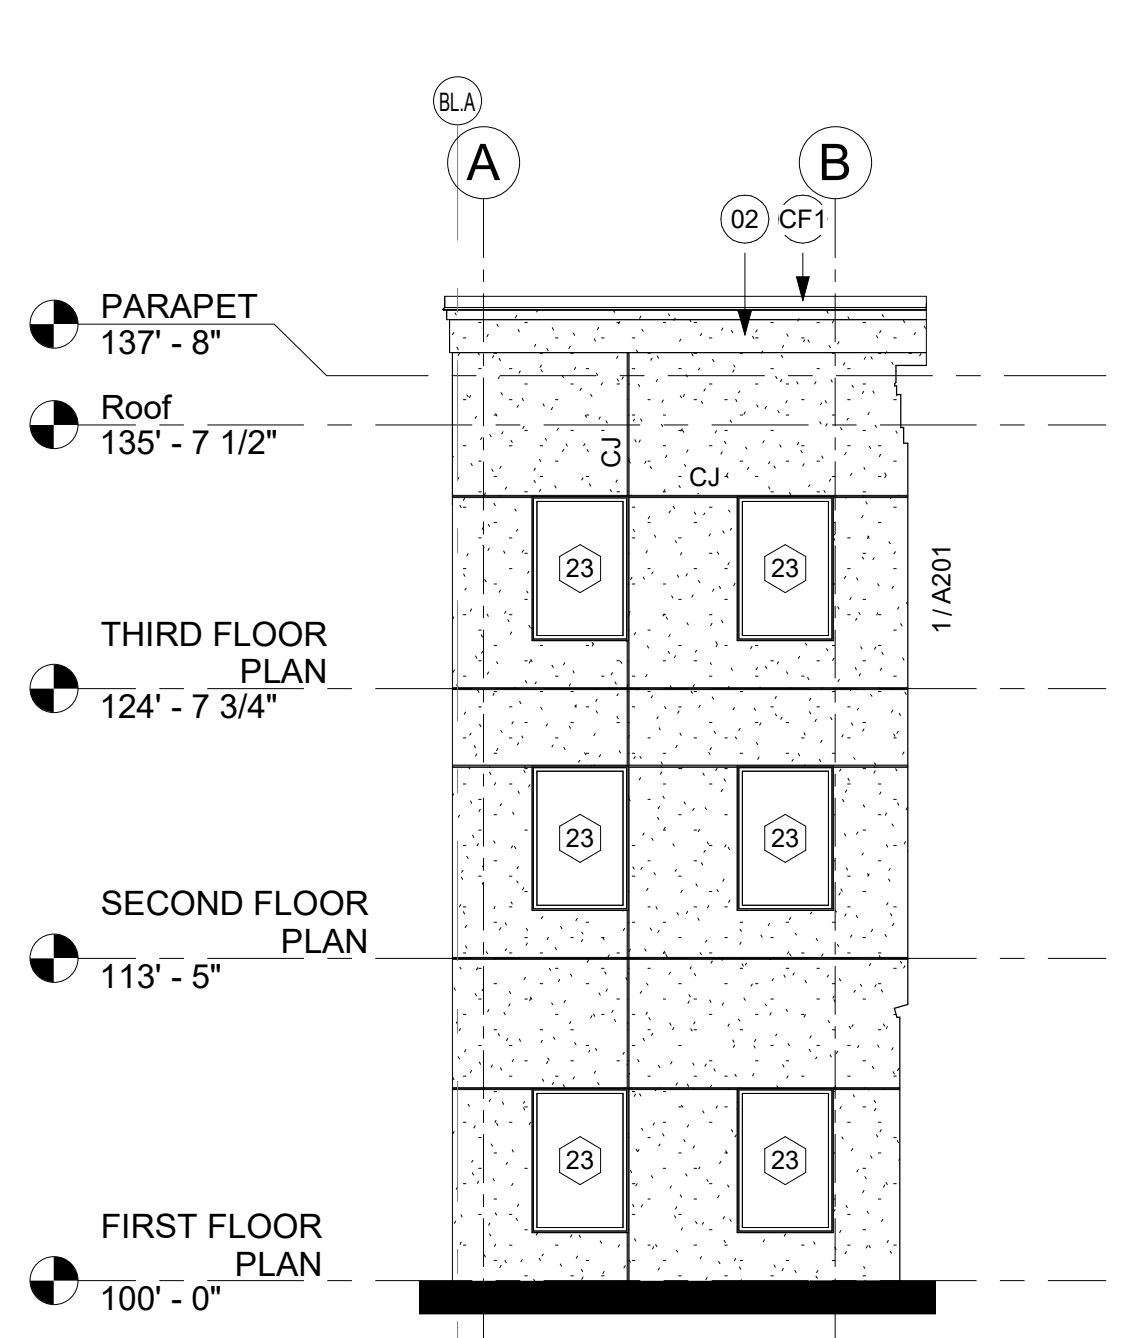 BL.A
A
B
02
CF1
PARAPET
137' - 8"
Roof
135' - 7 1/2"
CJ
CJ
23
23
1 / A201
THIRD FLOOR
PLAN
124' - 7 3/4"
23
23
SECOND FLOOR
PLAN
113' - 5"
23
23
FIRST FLOOR
PLAN
100' - 0"